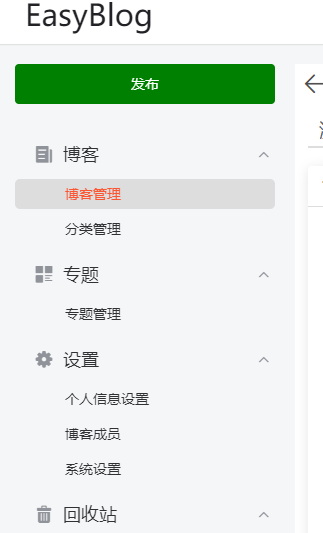 EasyBlog
发布
博客
博客管理
分类管理
专题
专题管理
设置
个人信息设置
博客成员
系统设置
回收站